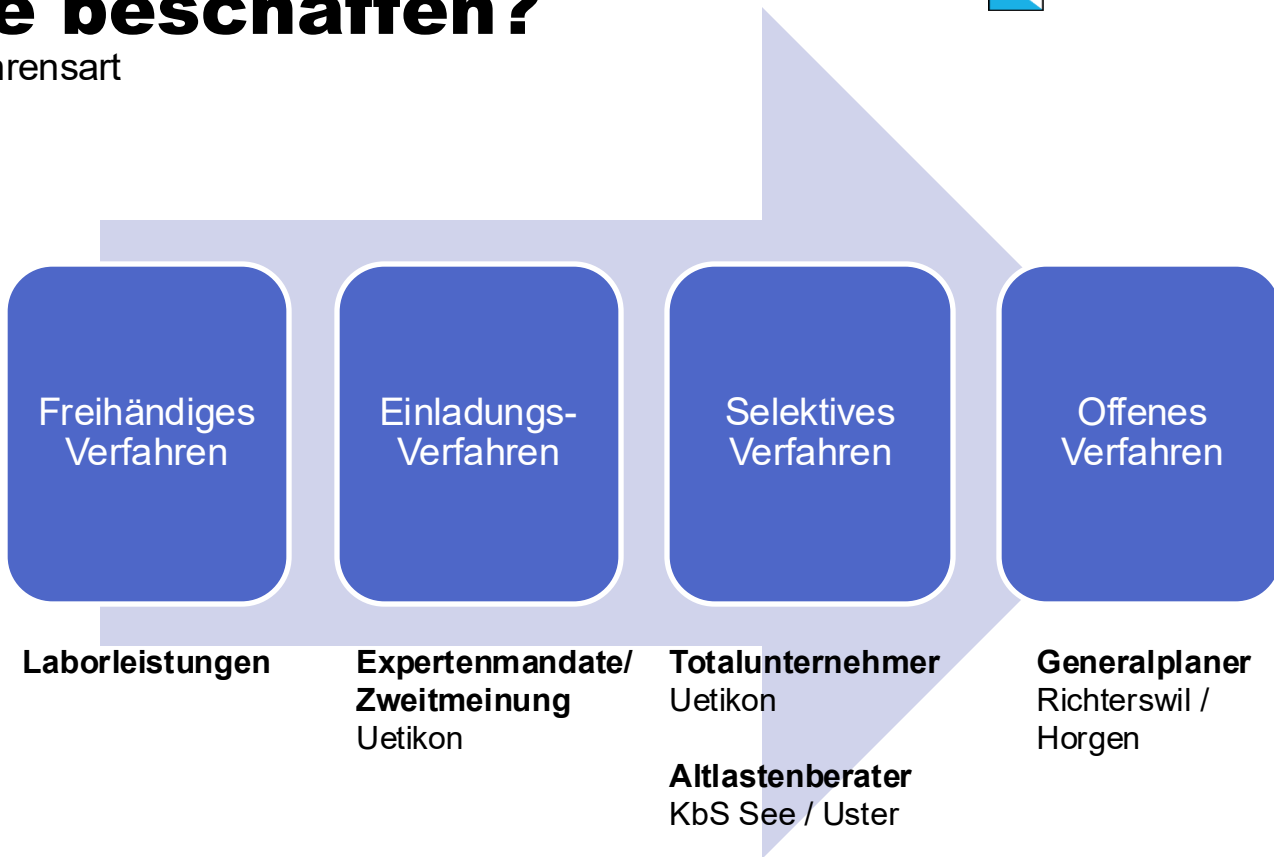 e beschaffen?
hrensart
Freihändiges
Verfahren
Einladungs-
Verfahren
Selektives
Verfahren
Offenes
Verfahren
Laborleistungen
Expertenmandate/
Zweitmeinung
Uetikon
Totalunternehmer
Uetikon
Altlastenberater
KbS See / Uster
Generalplaner
Richterswil /
Horgen